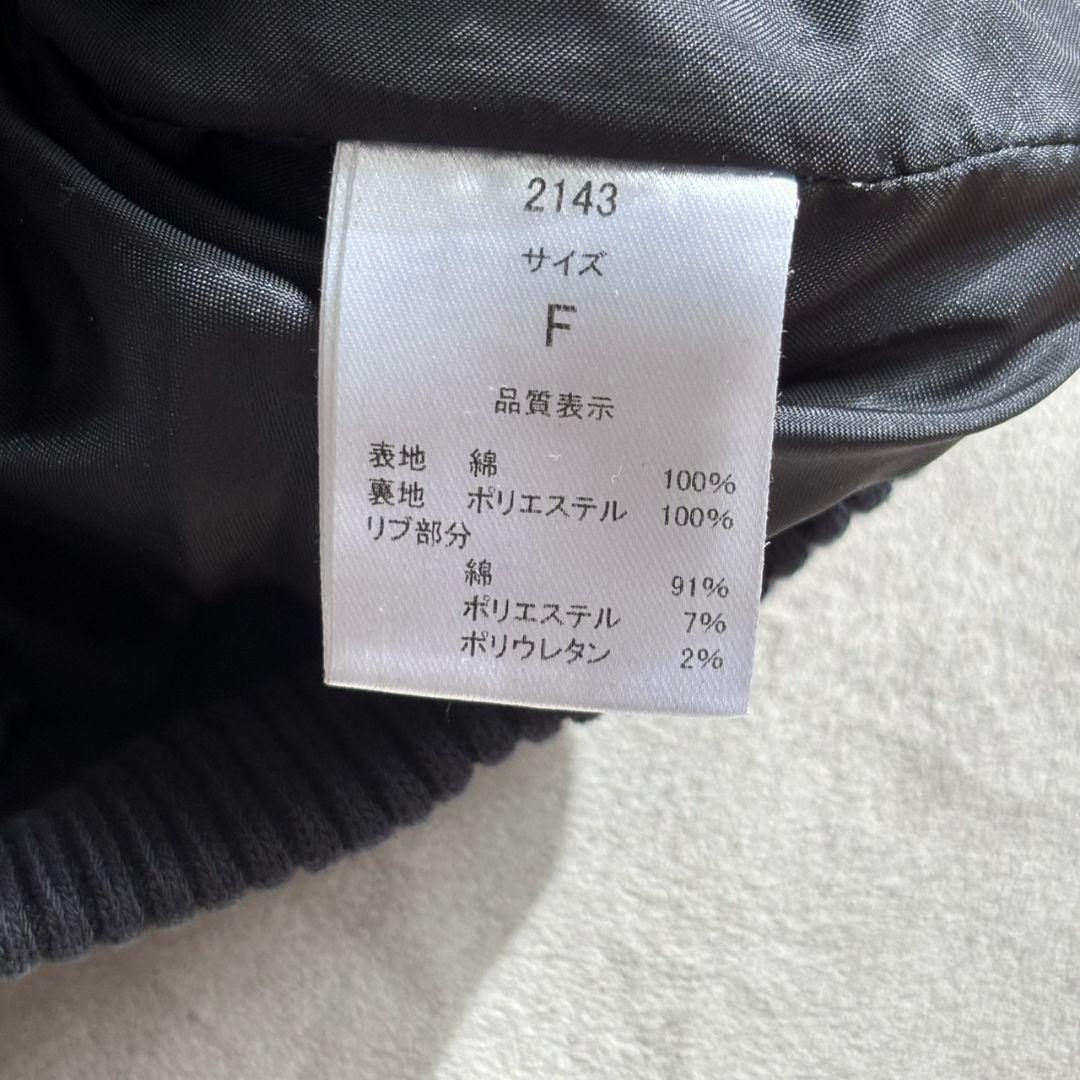 2143
サイズ
F
品質表示
表地 綿 100%
裏地 ポリエステル 100%
リブ部分
綿 91%
ポリエステル 7%
ポリウレタン 2%